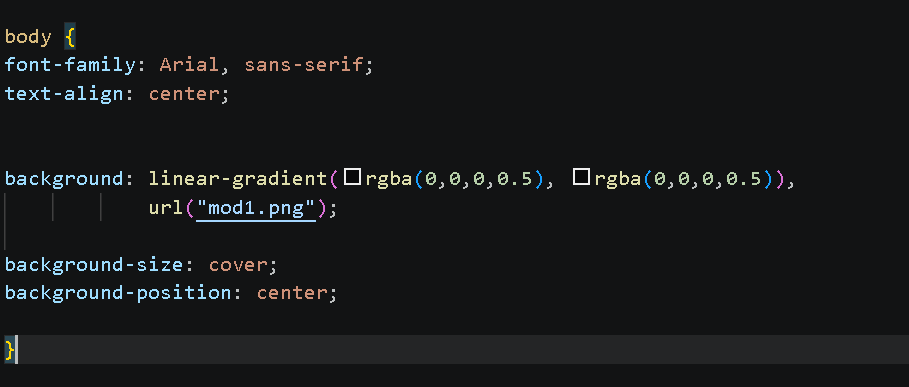 body {
font-family: Arial, sans-serif;
text-align: center;
background: linear-gradient(rgba(0,0,0,0.5), rgba(0,0,0,0.5)),
url("mod1.png");
background-size: cover;
background-position: center;
}